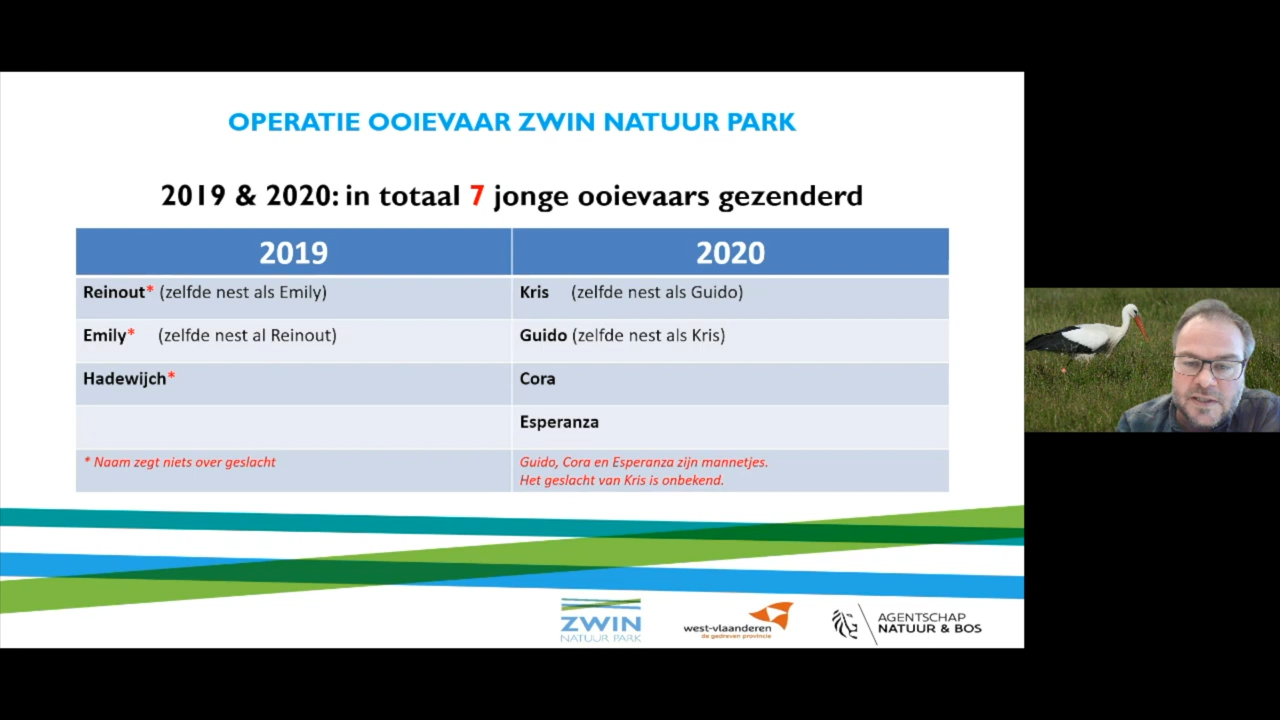 OPERATIE OOIEVAAR ZWIN NATUUR PARK
2019 & 2020: in totaal 7 jonge ooievaars gezenderd
2019 2020
Reinout* (zelfde nest als Emily) Kris (zelfde nest als Guido)
Emily* (zelfde nest al Reinout) Guido (zelfde nest als Kris)
Hadewijch* Cora
Esperanza
* Naam zegt niets over geslacht
Guido, Cora en Esperanza zijn mannetjes.
Het geslacht van Kris is onbekend.
ZWIN
NATUUR PARK
west-vlaanderen
de gedreven provincie
AGENTSCHAP
NATUUR & BOS